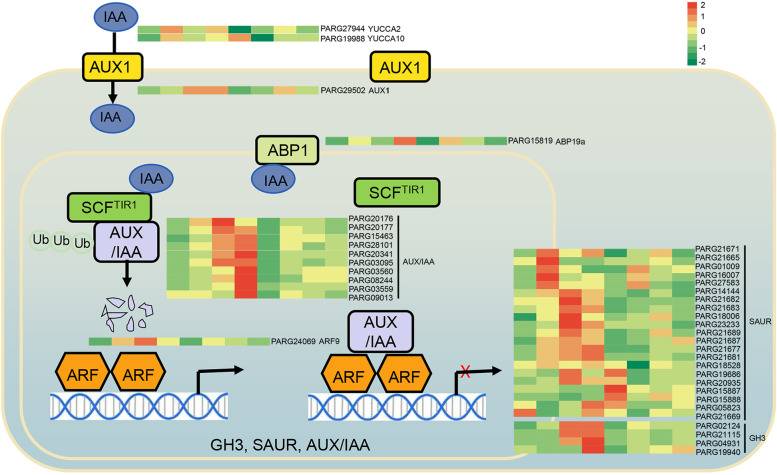 IAA
PARG27944 YUCCA2
PARG19988 YUCCA10
2
1
0
-1
-2
AUX1
AUX1
PARG29502 AUX1
IAA
PARG15819 ABP19a
ABP1
IAA
IAA
SCFTIR1
SCFTIR1
Ub Ub Ub
AUX
/IAA
PARG20176
PARG20177
PARG15463
PARG28101
PARG20341
PARG03095
PARG03560
PARG08244
PARG03559
PARG09013
AUX/IAA
PARG21671
PARG21665
PARG01009
PARG16007
PARG27583
PARG14144
PARG21682
PARG21683
PARG18006
PARG23233
PARG21689
PARG21687
PARG21677
PARG21681
PARG18528
PARG19686
PARG20935
PARG15887
PARG15888
PARG05823
PARG21669
SAUR
PARG02124
PARG21115
PARG04931
PARG19940
GH3
PARG24069 ARF9
AUX
/IAA
ARF ARF
ARF ARF
X
GH3, SAUR, AUX/IAA